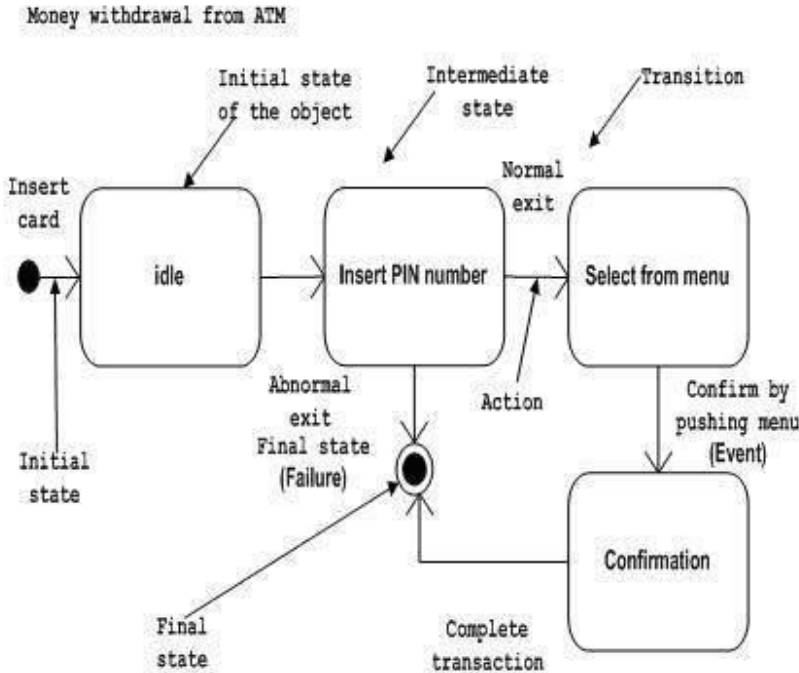 Money withdrawal from ATM
Initial state
of the object
Intermediate
state
Transition
Insert
card
Normal
exit
idle
Insert PIN number
Select from menu
Abnormal
exit
Final state
(Failure)
Action
Confirm by
pushing menu
(Event)
Initial
state
Confirmation
Final
state
Complete
transaction